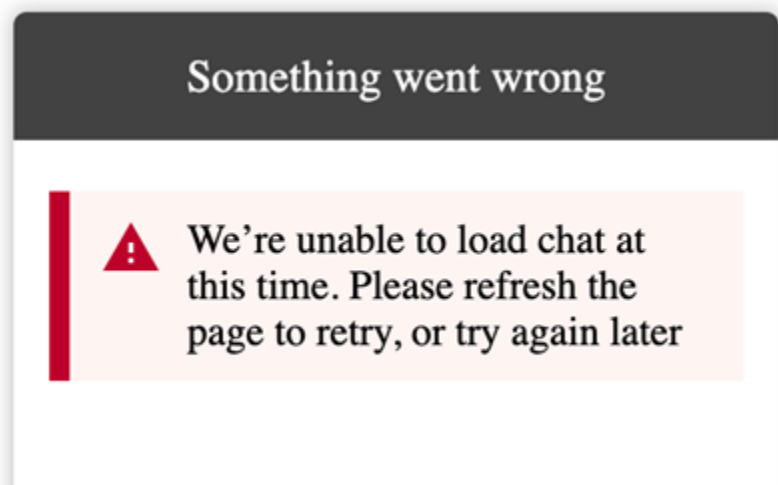 Something went wrong
We’re unable to load chat at
this time. Please refresh the
page to retry, or try again later